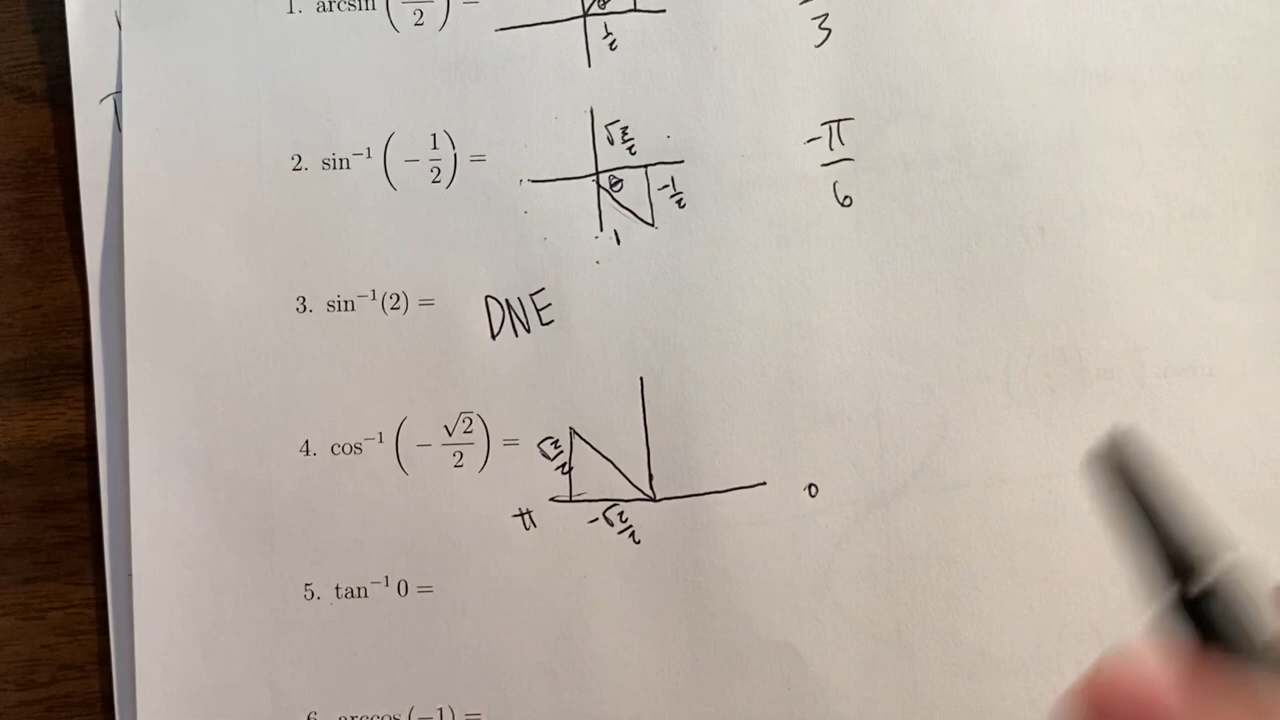 1. arcsin ( /2) =
1/2
3
2. sin⁻¹ (−1/2) =
√3/2
θ
-1/2
1
-π/6
3. sin⁻¹(2) = DNE
4. cos⁻¹ (−√2/2) =
√2/2
π
-√2/2
0
5. tan⁻¹ 0 =
6. arccos (−1) =